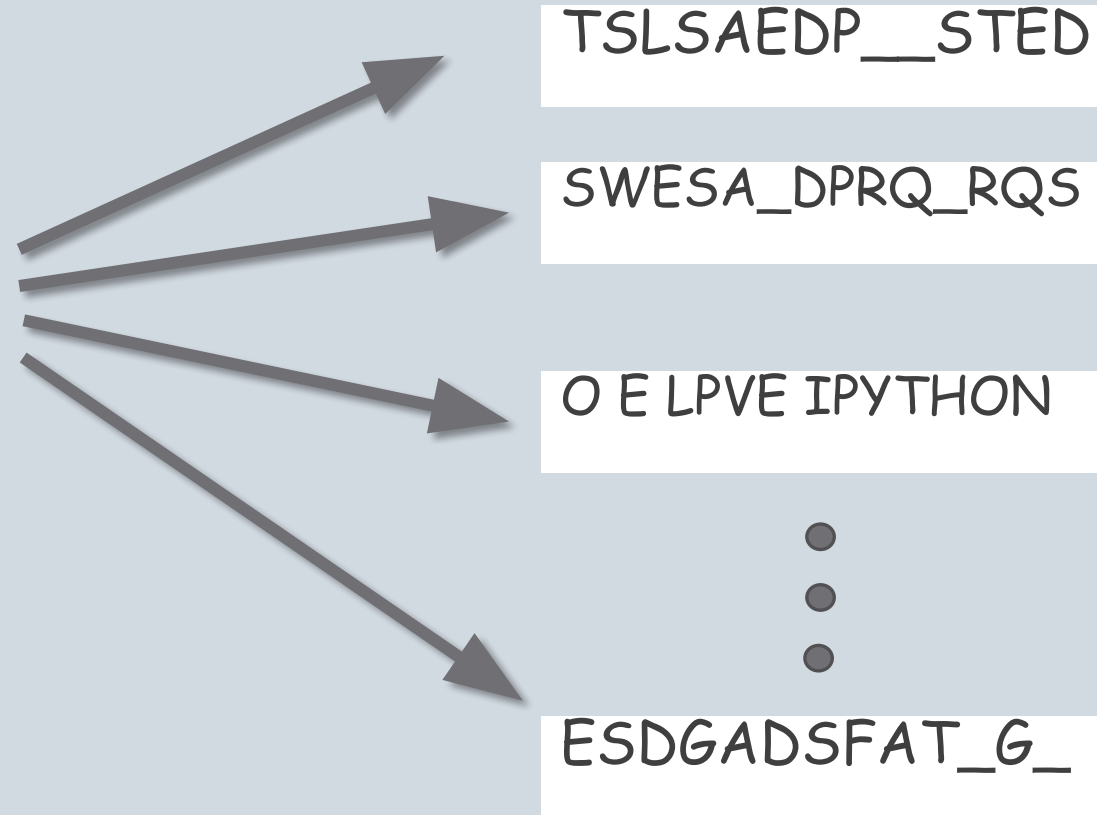 TSLSAEDP__STED
SWESA_DPRQ_RQS
O E LPVE IPYTHON
ESDGADSFAT_G_